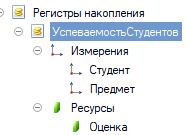 Регистры накопления
УспеваемостьСтудентов
Измерения
Студент
Предмет
Ресурсы
Оценка